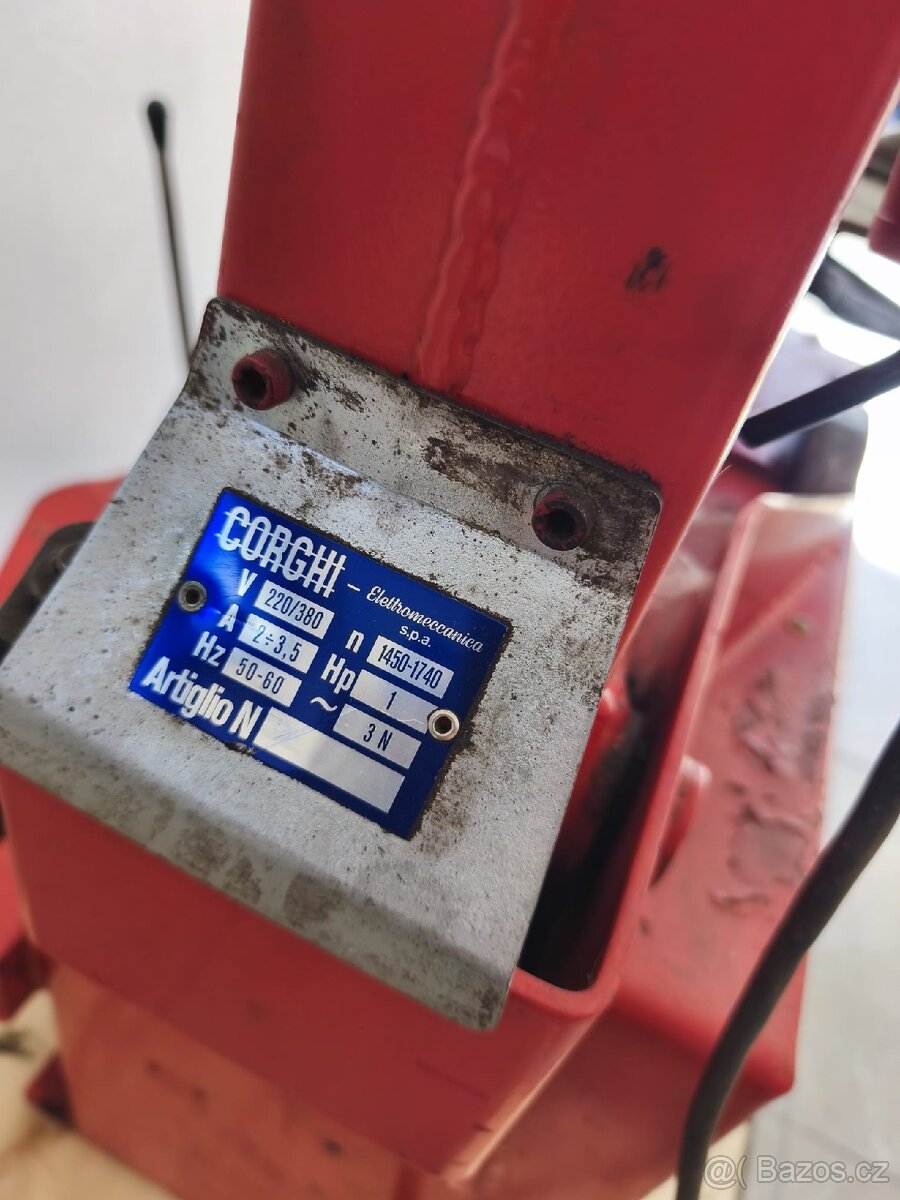 CORGHI - Elettromeccanica
s.p.a.
V 220/380 n 1450-1740
A 2÷3,5 Hp 1
Hz 50-60 ~ 3 N
Artiglio N
@( Bazos.cz